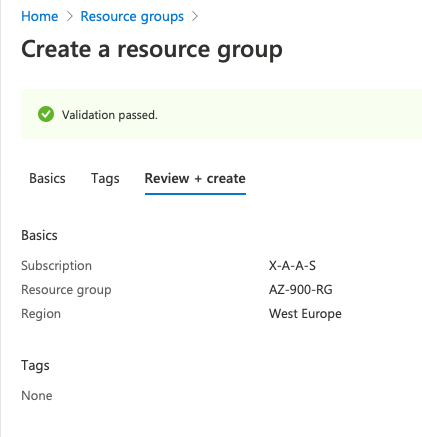 Home > Resource groups >
Create a resource group
Validation passed.
Basics Tags Review + create
Basics
Subscription X-A-A-S
Resource group AZ-900-RG
Region West Europe
Tags
None